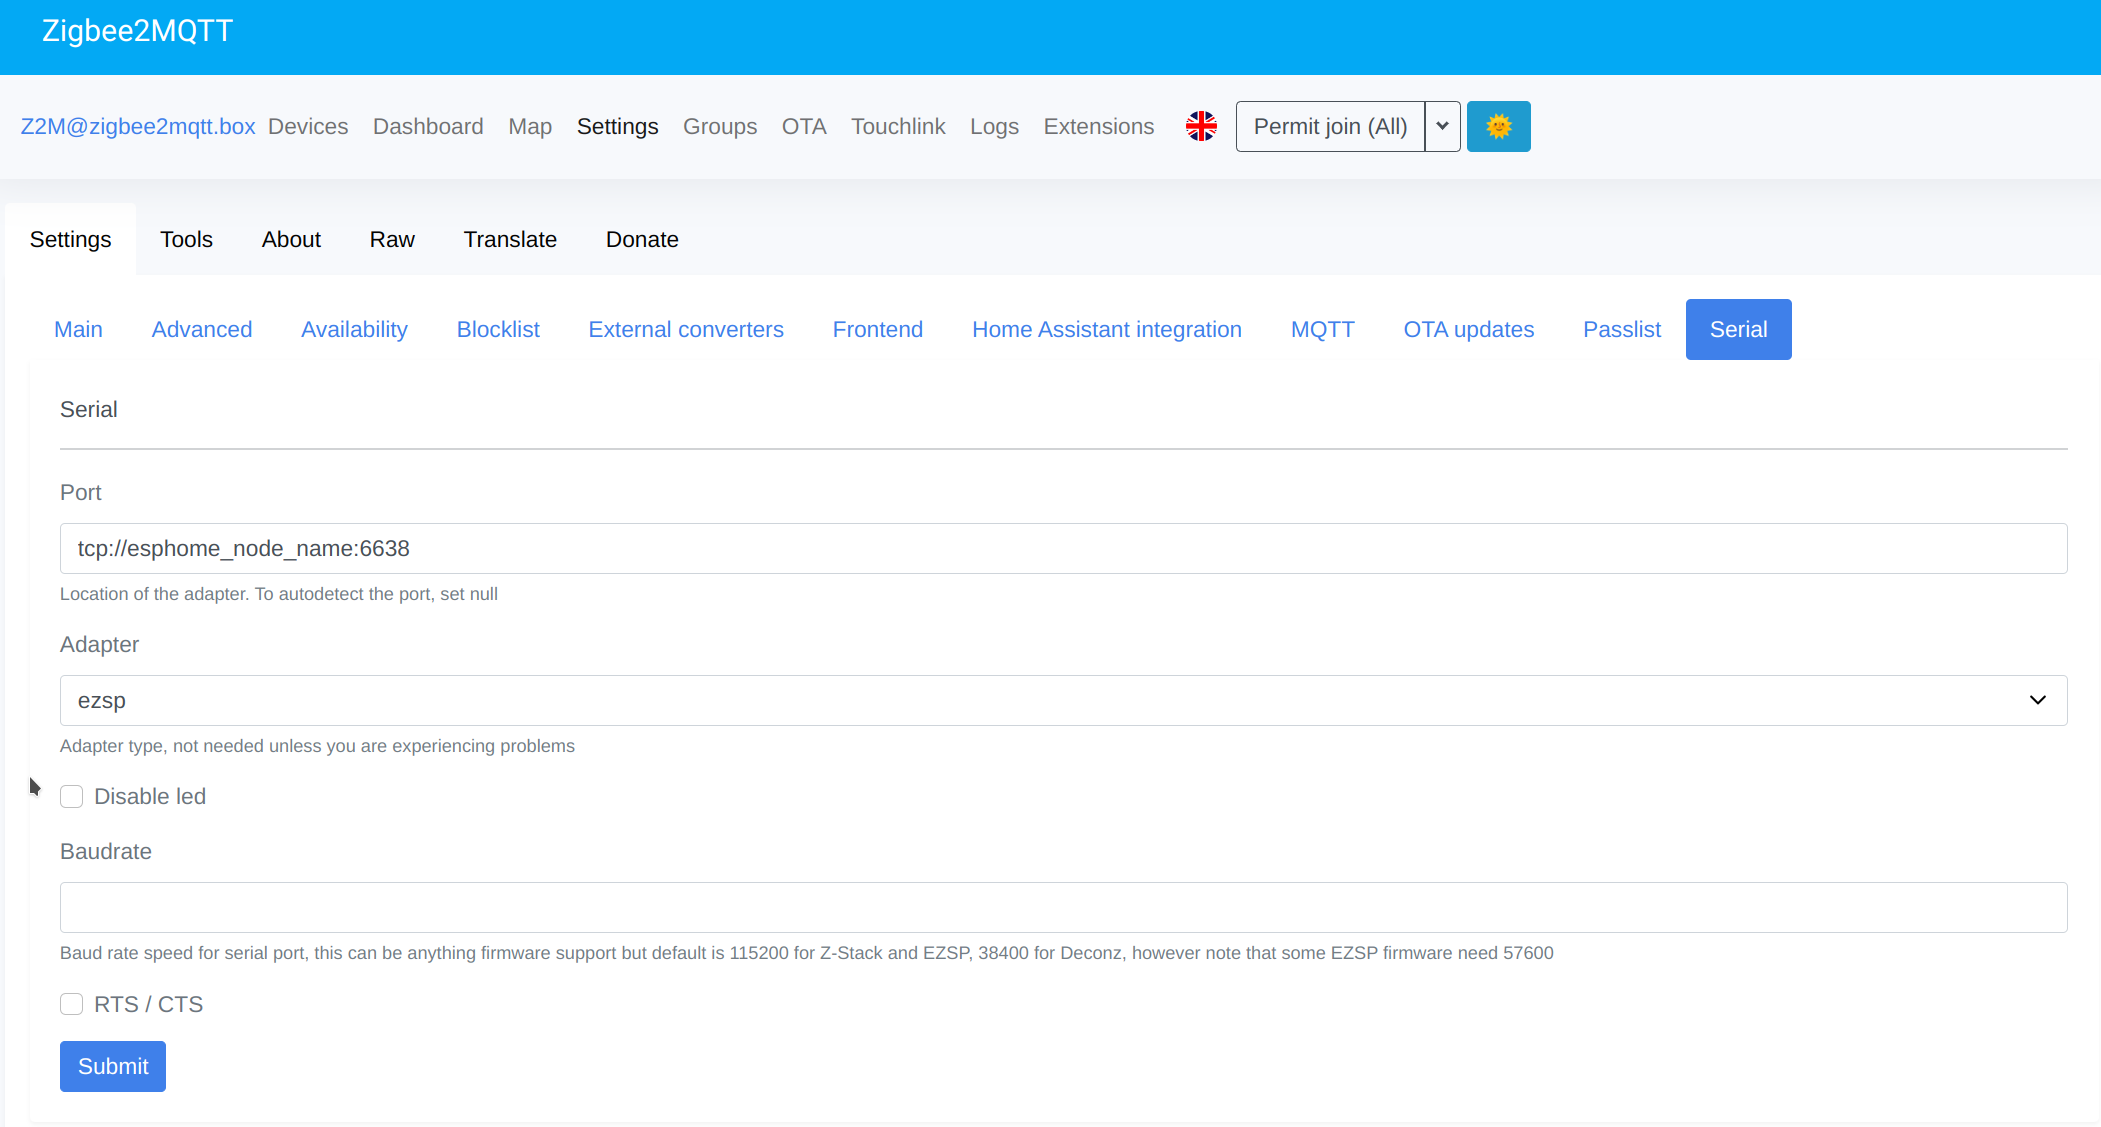 Zigbee2MQTT
Z2M@zigbee2mqtt.box Devices Dashboard Map Settings Groups OTA Touchlink Logs Extensions Permit join (All)
Settings Tools About Raw Translate Donate
Main Advanced Availability Blocklist External converters Frontend Home Assistant integration MQTT OTA updates Passlist Serial
Serial
Port
tcp://esphome_node_name:6638
Location of the adapter. To autodetect the port, set null
Adapter
ezsp
Adapter type, not needed unless you are experiencing problems
Disable led
Baudrate
Baud rate speed for serial port, this can be anything firmware support but default is 115200 for Z-Stack and EZSP, 38400 for Deconz, however note that some EZSP firmware need 57600
RTS / CTS
Submit